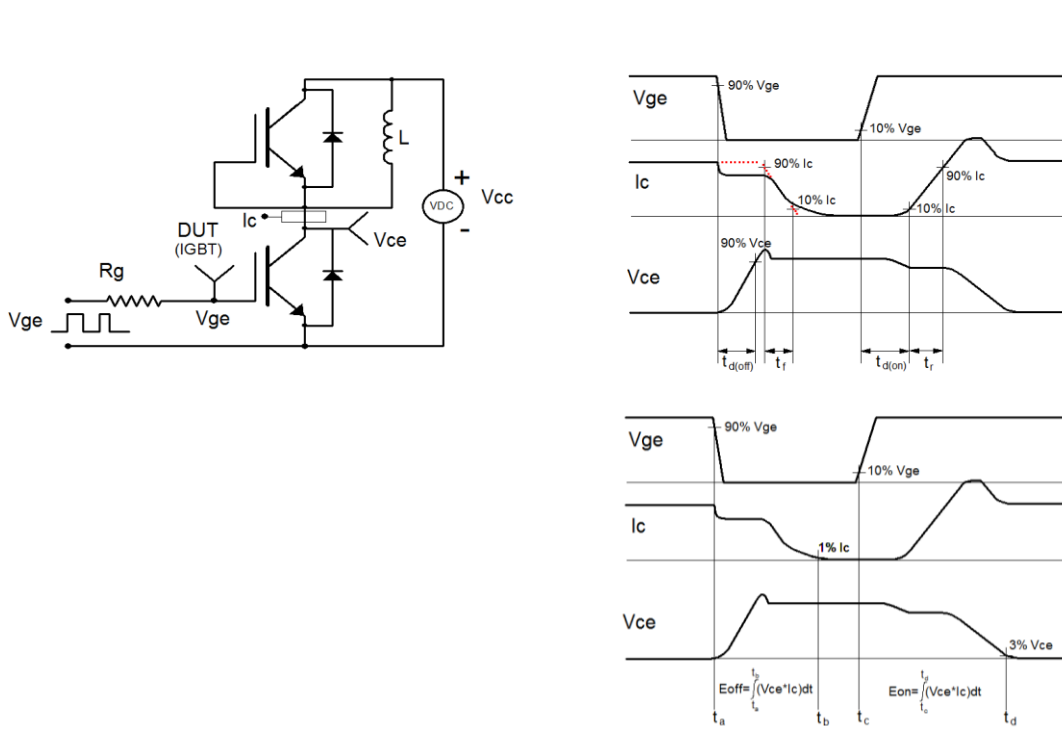 L
+
VDC
Vcc
-
Ic
Vce
DUT
(IGBT)
Rg
Vge
Vge
Vge
90% Vge
10% Vge
Ic
90% Ic
10% Ic
10% Ic
90% Ic
Vce
90% Vce
td(off)
tf
td(on)
tr
Vge
90% Vge
10% Vge
Ic
1% Ic
Vce
3% Vce
Eoff=∫(Vce*Ic)dt
Eon=∫(Vce*Ic)dt
ta
tb
tc
td